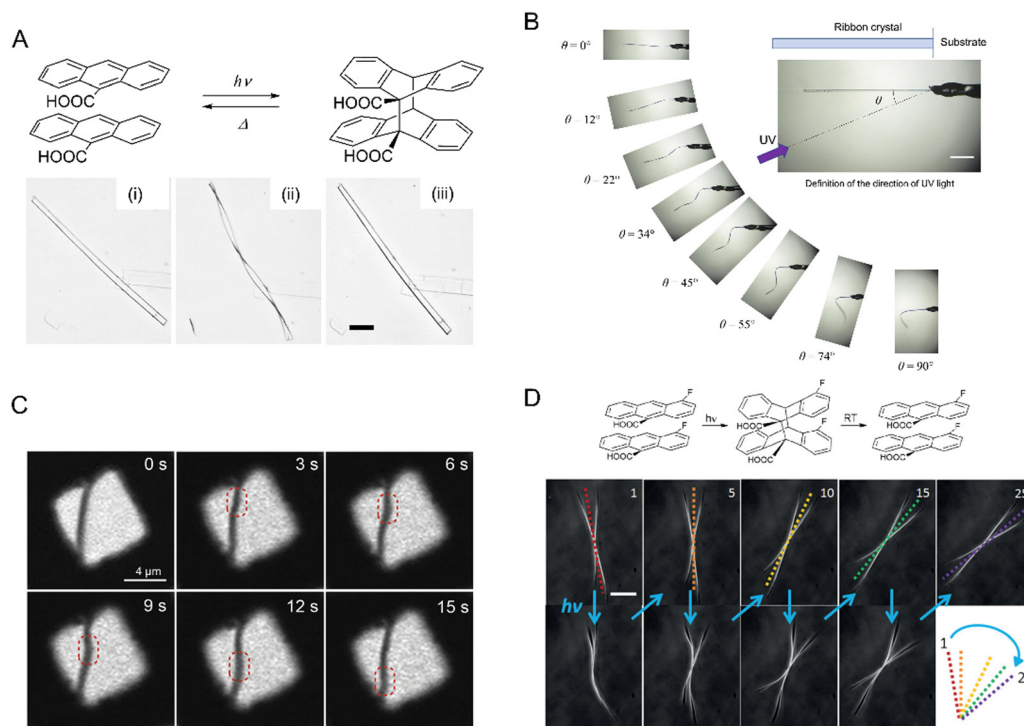 A
hν
HOOC
HOOC
Δ
HOOC
HOOC
(i)
(ii)
(iii)
B
θ = 0°
θ – 12°
θ – 22°
θ = 34°
θ – 45°
θ – 55°
θ – 74°
θ = 90°
Ribbon crystal
Substrate
θ
UV
Definition of the direction of UV light
C
0 s
3 s
6 s
4 μm
9 s
12 s
15 s
D
F
HOOC
F
HOOC
hν
F
HOOC
F
HOOC
RT
F
HOOC
F
HOOC
1
5
10
15
25
hν
1
2